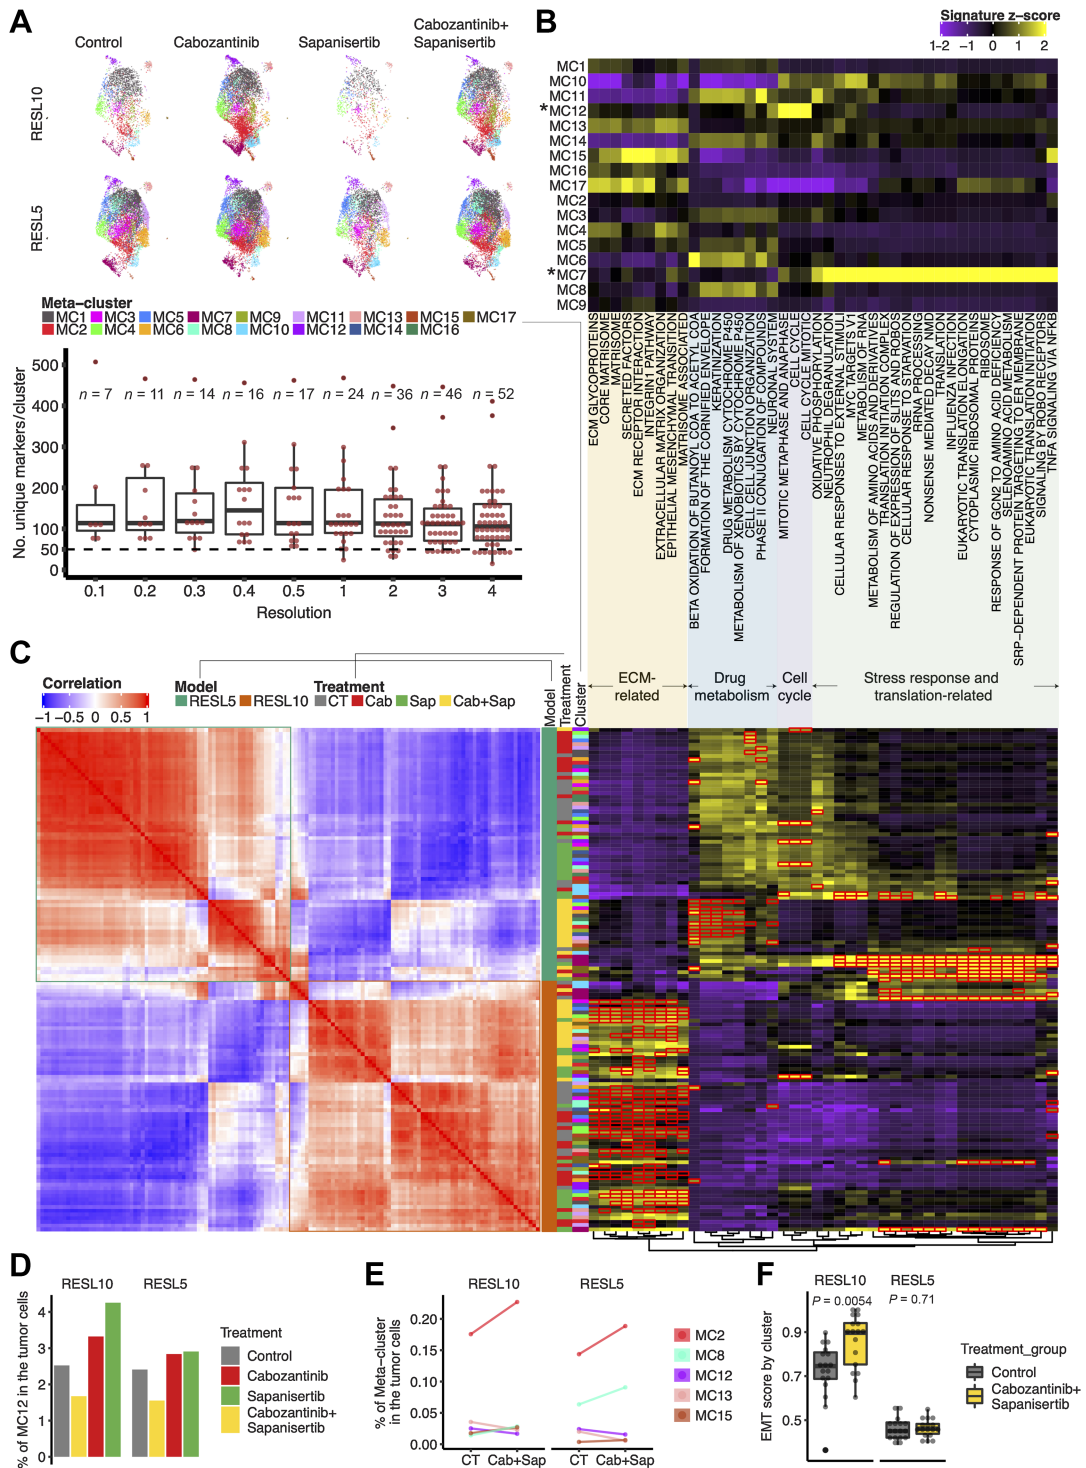 A
Control
Cabozantinib
Sapanisertib
Cabozantinib+
Sapanisertib
RESL10
RESL5
Meta-cluster
MC1 MC3 MC5 MC7 MC9 MC11 MC13 MC15 MC17
MC2 MC4 MC6 MC8 MC10 MC12 MC14 MC16
No. unique markers/cluster
500
400
300
200
100
50
0
n = 7 n = 11 n = 14 n = 16 n = 17 n = 24 n = 36 n = 46 n = 52
0.1 0.2 0.3 0.4 0.5 1 2 3 4
Resolution
B
Signature z-score
-2 -1 0 1 2
MC1
MC10
MC11
*MC12
MC13
MC14
MC15
MC16
MC17
MC2
MC3
MC4
MC5
MC6
*MC7
MC8
MC9
ECM GLYCOPROTEINS
CORE MATRISOME
MATRISOME
SECRETED FACTORS
ECM RECEPTOR INTERACTION
INTEGRIN1 PATHWAY
EXTRACELLULAR MATRIX ORGANIZATION
EPITHELIAL MESENCHYMAL TRANSITION
MATRISOME ASSOCIATED
BETA OXIDATION OF BUTANOYL COA TO ACETYL COA
FORMATION OF THE CORNIFIED ENVELOPE
KERATINIZATION
DRUG METABOLISM CYTOCHROME P450
METABOLISM OF XENOBIOTICS BY CYTOCHROME P450
CELL CELL JUNCTION ORGANIZATION
PHASE II CONJUGATION OF COMPOUNDS
NEURONAL SYSTEM
MITOTIC METAPHASE AND ANAPHASE
CELL CYCLE
CELL CYCLE MITOTIC
OXIDATIVE PHOSPHORYLATION
NEUTROPHIL DEGRANULATION
CELLULAR RESPONSES TO EXTERNAL STIMULI
MYC TARGETS V1
METABOLISM OF RNA
METABOLISM OF AMINO ACIDS AND DERIVATIVES
TRANSLATION INITIATION COMPLEX
REGULATION OF EXPRESSION OF SLITS AND ROBOS
CELLULAR RESPONSE TO STARVATION
RRNA PROCESSING
NONSENSE MEDIATED DECAY NMD
TRANSLATION
INFLUENZA INFECTION
EUKARYOTIC TRANSLATION ELONGATION
CYTOPLASMIC RIBOSOMAL PROTEINS
RIBOSOME
RESPONSE OF GCN2 TO AMINO ACID DEFICIENCY
SELENOAMINO ACID METABOLISM
SRP-DEPENDENT PROTEIN TARGETING TO MEMBRANE
EUKARYOTIC TRANSLATION INITIATION
SIGNALING BY ROBO RECEPTORS
TNFA SIGNALING VIA NFKB
ECM-
related
Drug
metabolism
Cell
cycle
Stress response and
translation-related
C
Correlation
-1 -0.5 0 0.5 1
Model
RESL5 RESL10
Treatment
CT Cab Sap Cab+Sap
Model
Treatment
Cluster
D
RESL10 RESL5
% of MC12 in the tumor cells
4
3
2
1
0
Treatment
Control
Cabozantinib
Sapanisertib
Cabozantinib+
Sapanisertib
E
RESL10 RESL5
% of Meta-cluster
in the tumor cells
0.20
0.15
0.10
0.05
0.00
CT Cab+Sap CT Cab+Sap
MC2
MC8
MC12
MC13
MC15
F
RESL10 RESL5
P = 0.0054 P = 0.71
EMT score by cluster
0.9
0.7
0.5
Treatment_group
Control
Cabozantinib+
Sapanisertib